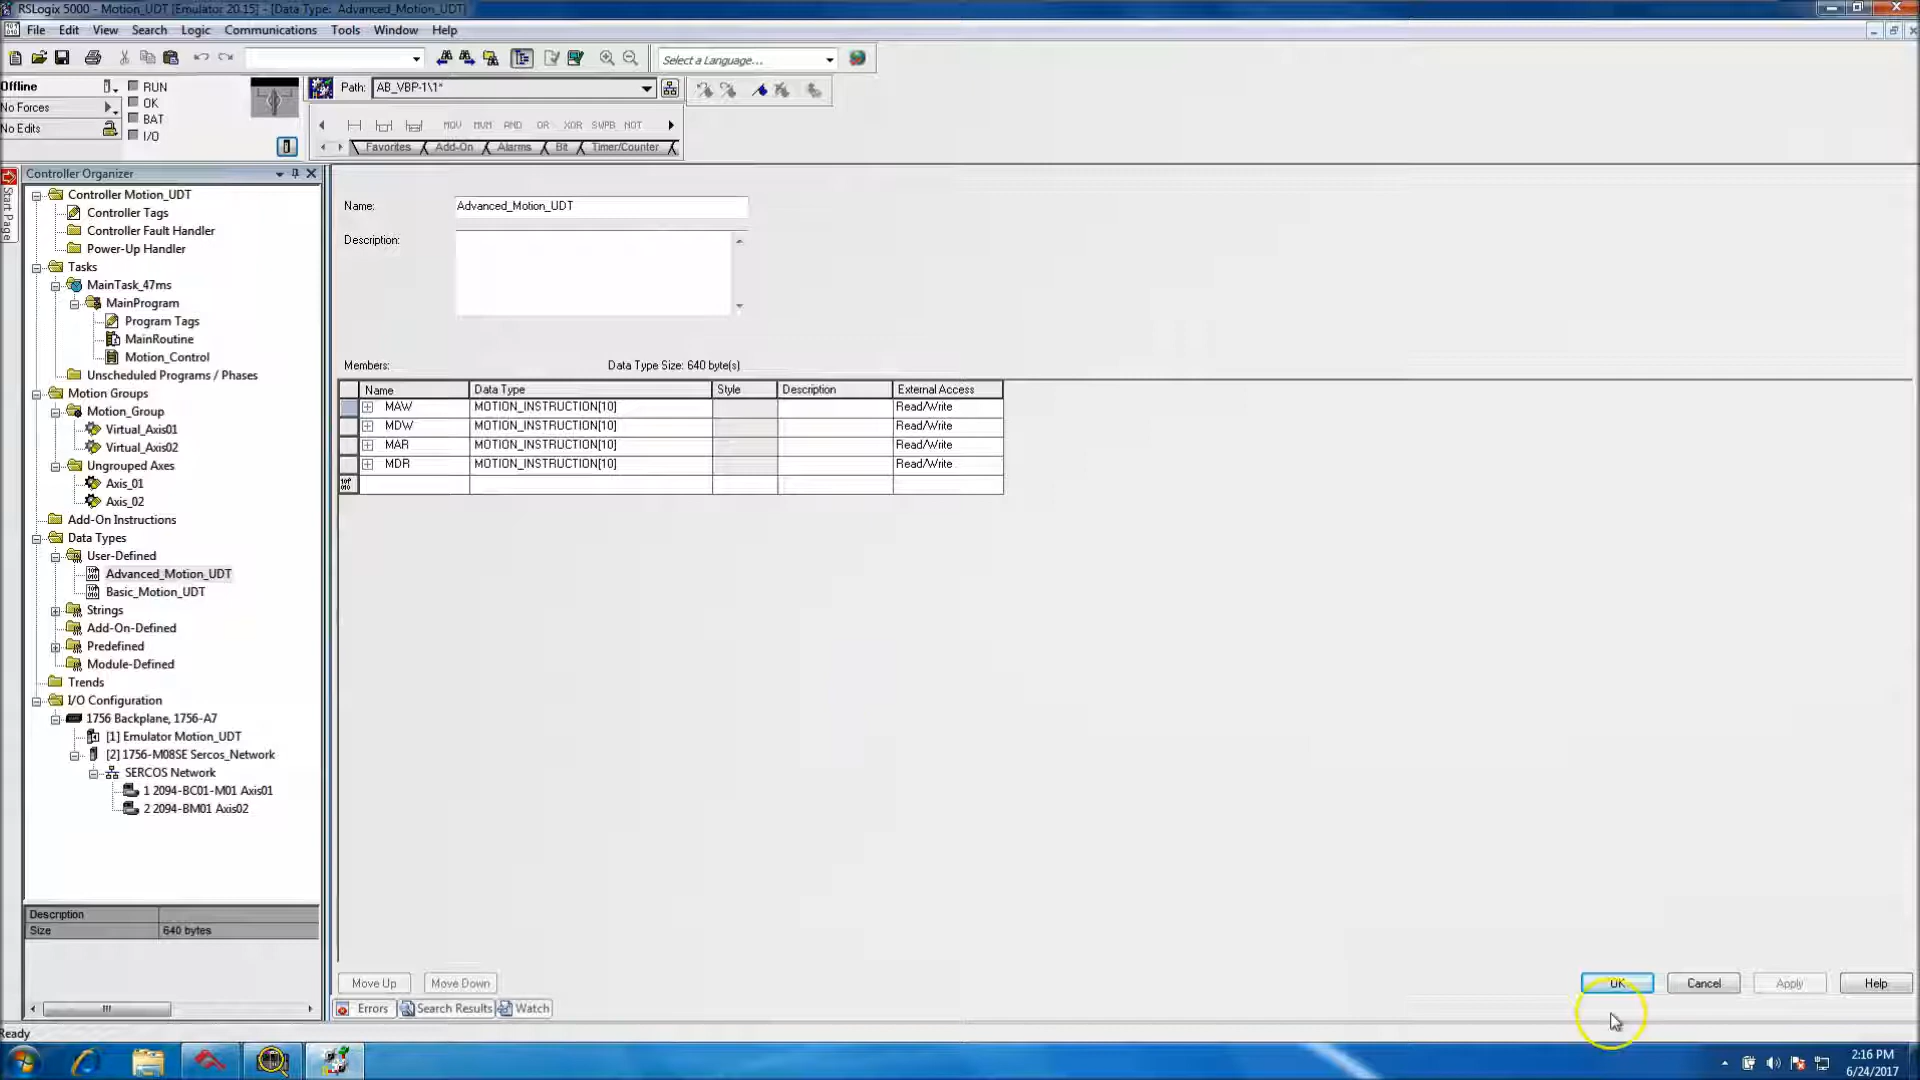 RSLogix 5000 - Motion_UDT [Emulator 20.15] - [Data Type: Advanced_Motion_UDT]
File Edit View Search Logic Communications Tools Window Help
Select a Language...
Offline RUN
No Forces OK
No Edits BAT
I/O
Path: AB_VBP-1\1*
MOV MVM AND OR XOR SWPB NOT
Favorites Add-On Alarms Bit Timer/Counter
Start Page
Controller Organizer
Controller Motion_UDT
Controller Tags
Controller Fault Handler
Power-Up Handler
Tasks
MainTask_47ms
MainProgram
Program Tags
MainRoutine
Motion_Control
Unscheduled Programs / Phases
Motion Groups
Motion_Group
Virtual_Axis01
Virtual_Axis02
Ungrouped Axes
Axis_01
Axis_02
Add-On Instructions
Data Types
User-Defined
Advanced_Motion_UDT
Basic_Motion_UDT
Strings
Add-On-Defined
Predefined
Module-Defined
Trends
I/O Configuration
1756 Backplane, 1756-A7
[1] Emulator Motion_UDT
[2] 1756-M08SE Sercos_Network
SERCOS Network
1 2094-BC01-M01 Axis01
2 2094-BM01 Axis02
Description
Size 640 bytes
Name: Advanced_Motion_UDT
Description:
Members: Data Type Size: 640 byte(s)
Name Data Type Style Description External Access
MAW MOTION_INSTRUCTION[10] Read/Write
MDW MOTION_INSTRUCTION[10] Read/Write
MAR MOTION_INSTRUCTION[10] Read/Write
MDR MOTION_INSTRUCTION[10] Read/Write
Move Up Move Down OK Cancel Apply Help
Errors Search Results Watch
Ready
2:16 PM
6/24/2017